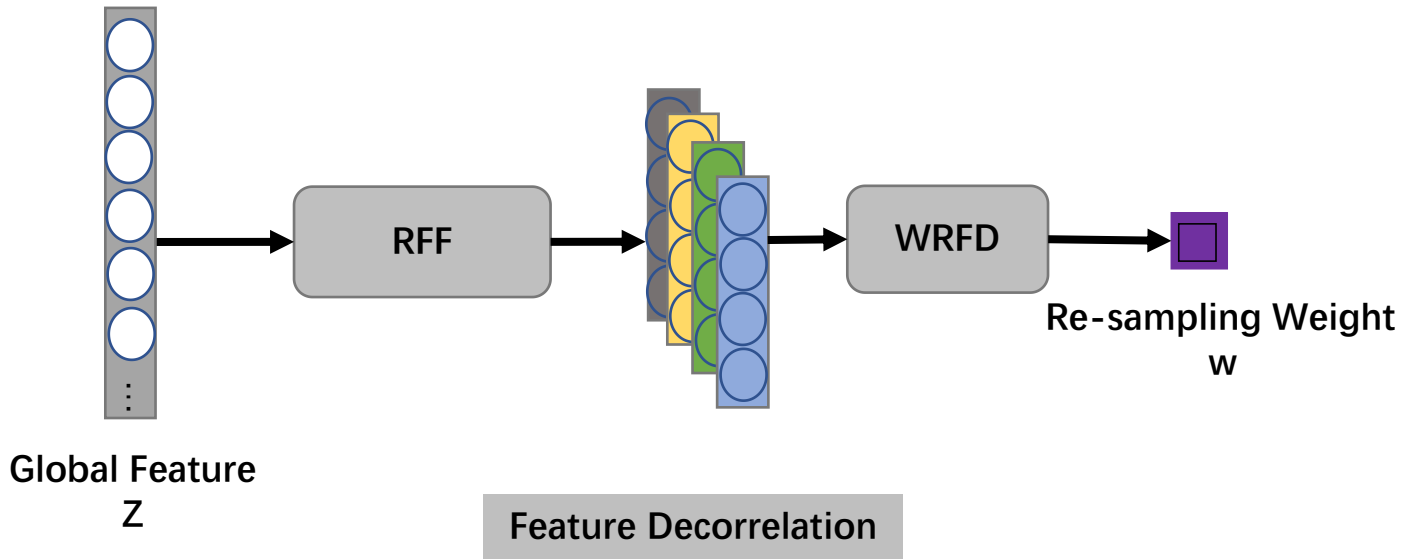 RFF
WRFD
Re-sampling Weight
w
Global Feature
Z
Feature Decorrelation